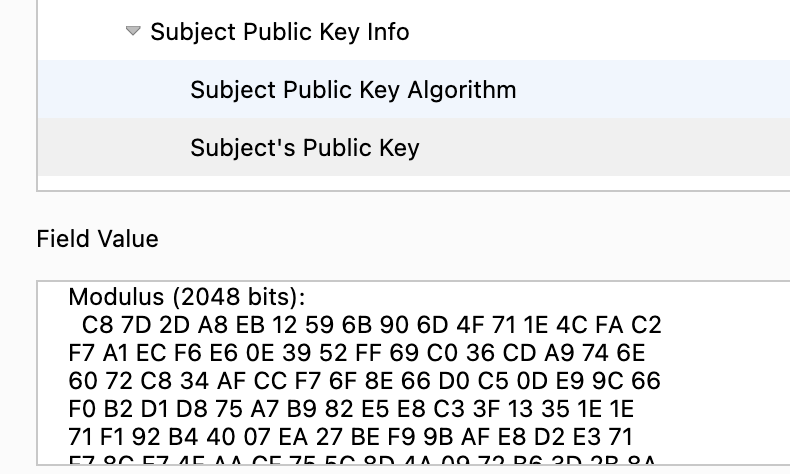 Subject Public Key Info
Subject Public Key Algorithm
Subject's Public Key
Field Value
Modulus (2048 bits):
C8 7D 2D A8 EB 12 59 6B 90 6D 4F 71 1E 4C FA C2
F7 A1 EC F6 E6 0E 39 52 FF 69 C0 36 CD A9 74 6E
60 72 C8 34 AF CC F7 6F 8E 66 D0 C5 0D E9 9C 66
F0 B2 D1 D8 75 A7 B9 82 E5 E8 C3 3F 13 35 1E 1E
71 F1 92 B4 40 07 EA 27 BE F9 9B AF E8 D2 E3 71